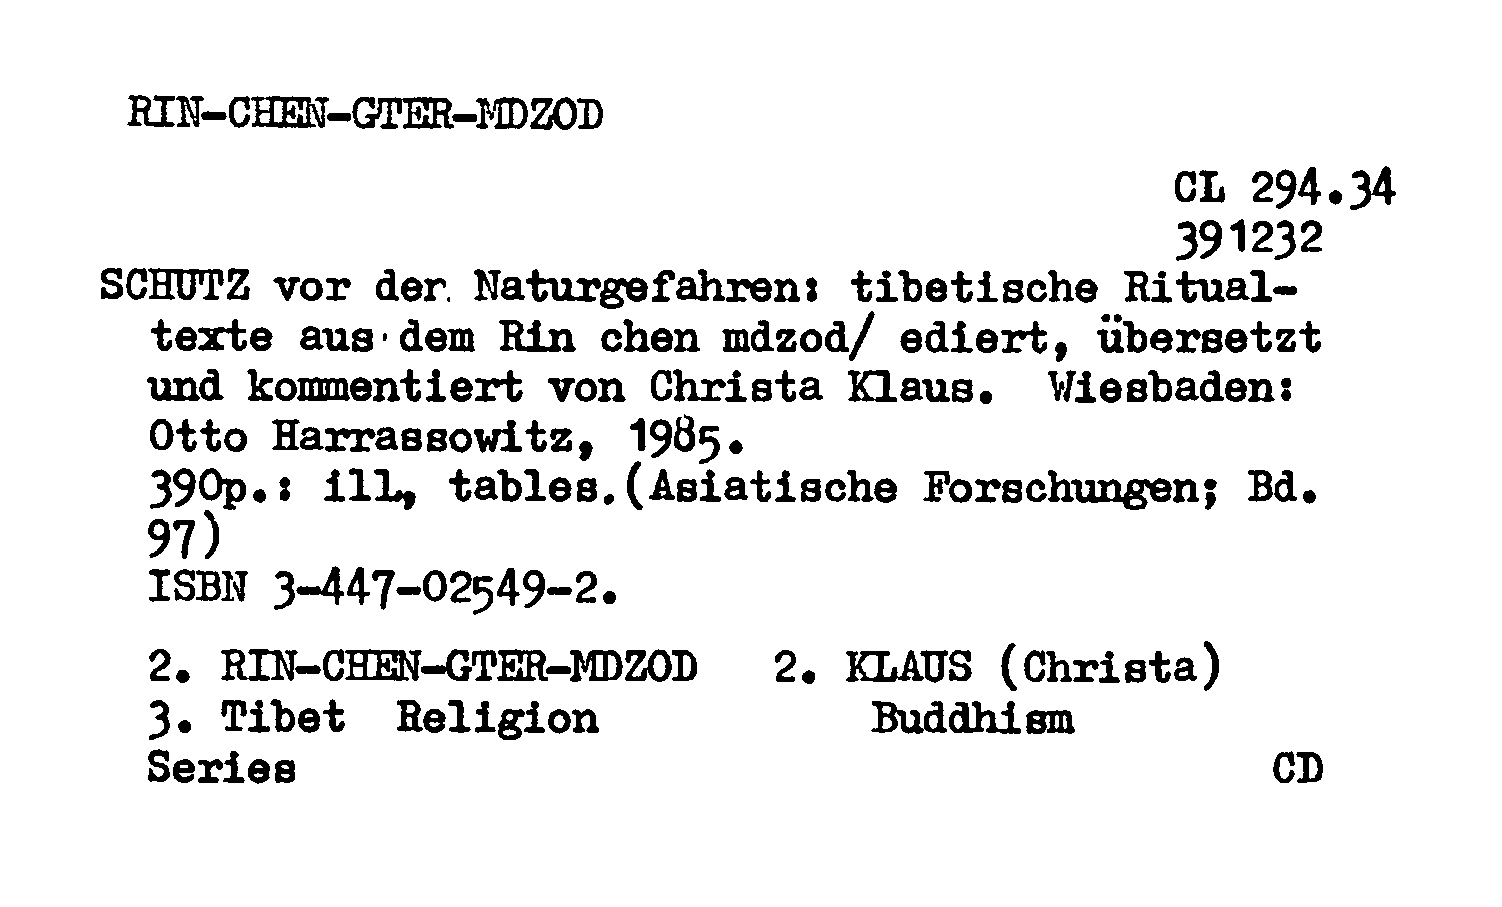 RIN-CHEN-GTER-MDZOD
CL 294.34
391232
SCHUTZ vor der. Naturgefahren: tibetische Ritual-
texte aus dem Rin chen mdzod/ ediert, übersetzt
und kommentiert von Christa Klaus. Wiesbaden:
Otto Harrassowitz, 1985.
390p.: ill, tables.(Asiatische Forschungen; Bd.
97)
ISBN 3-447-02549-2.
2. RIN-CHEN-GTER-MDZOD 2. KLAUS (Christa)
3. Tibet Religion Buddhism
Series CD